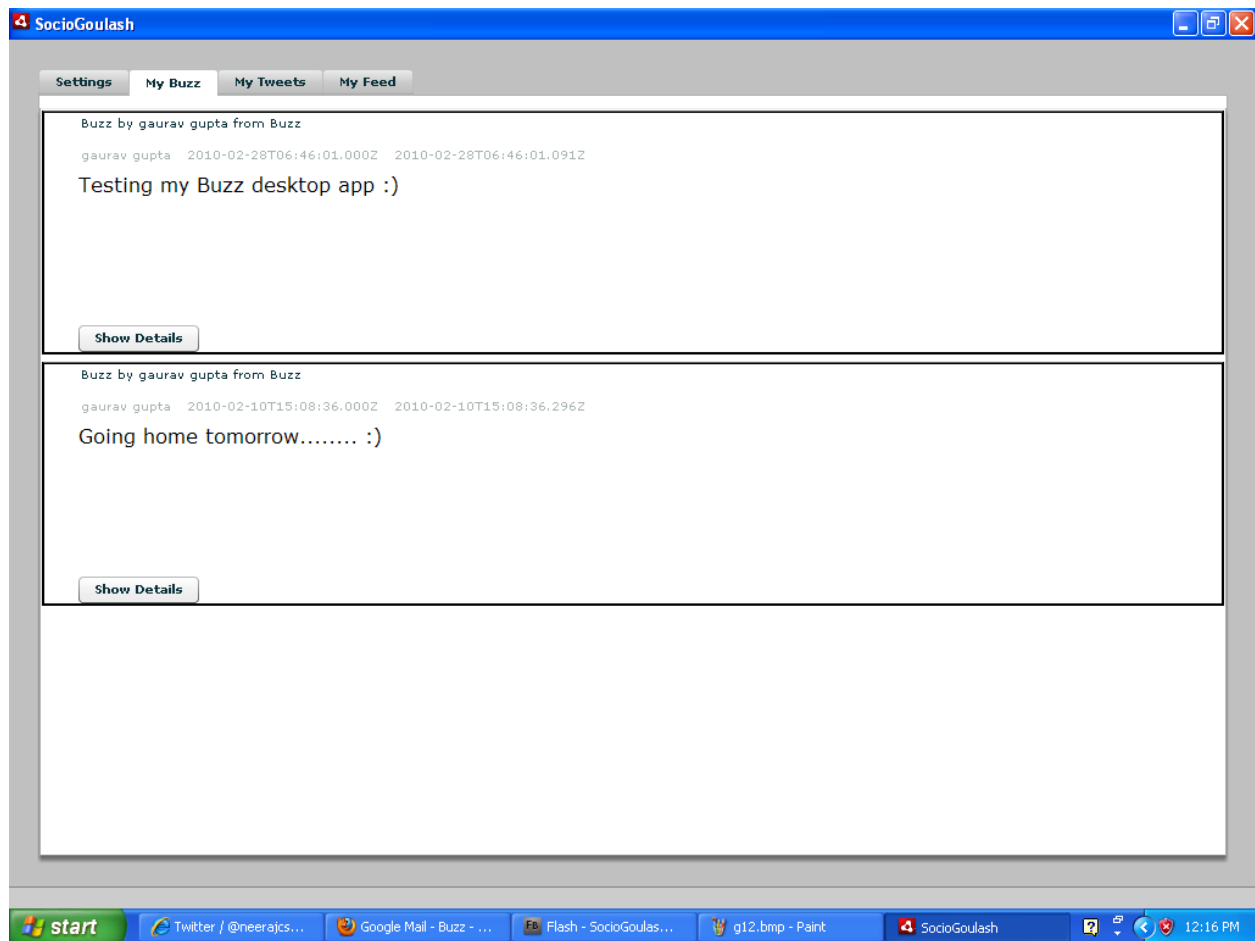 SocioGoulash
Settings My Buzz My Tweets My Feed
Buzz by gaurav gupta from Buzz
gaurav gupta 2010-02-28T06:46:01.000Z 2010-02-28T06:46:01.091Z
Testing my Buzz desktop app :)
Show Details
Buzz by gaurav gupta from Buzz
gaurav gupta 2010-02-10T15:08:36.000Z 2010-02-10T15:08:36.296Z
Going home tomorrow........ :)
Show Details
start Twitter / @neerajcs... Google Mail - Buzz - ... FB Flash - SocioGoulas... g12.bmp - Paint SocioGoulash 12:16 PM